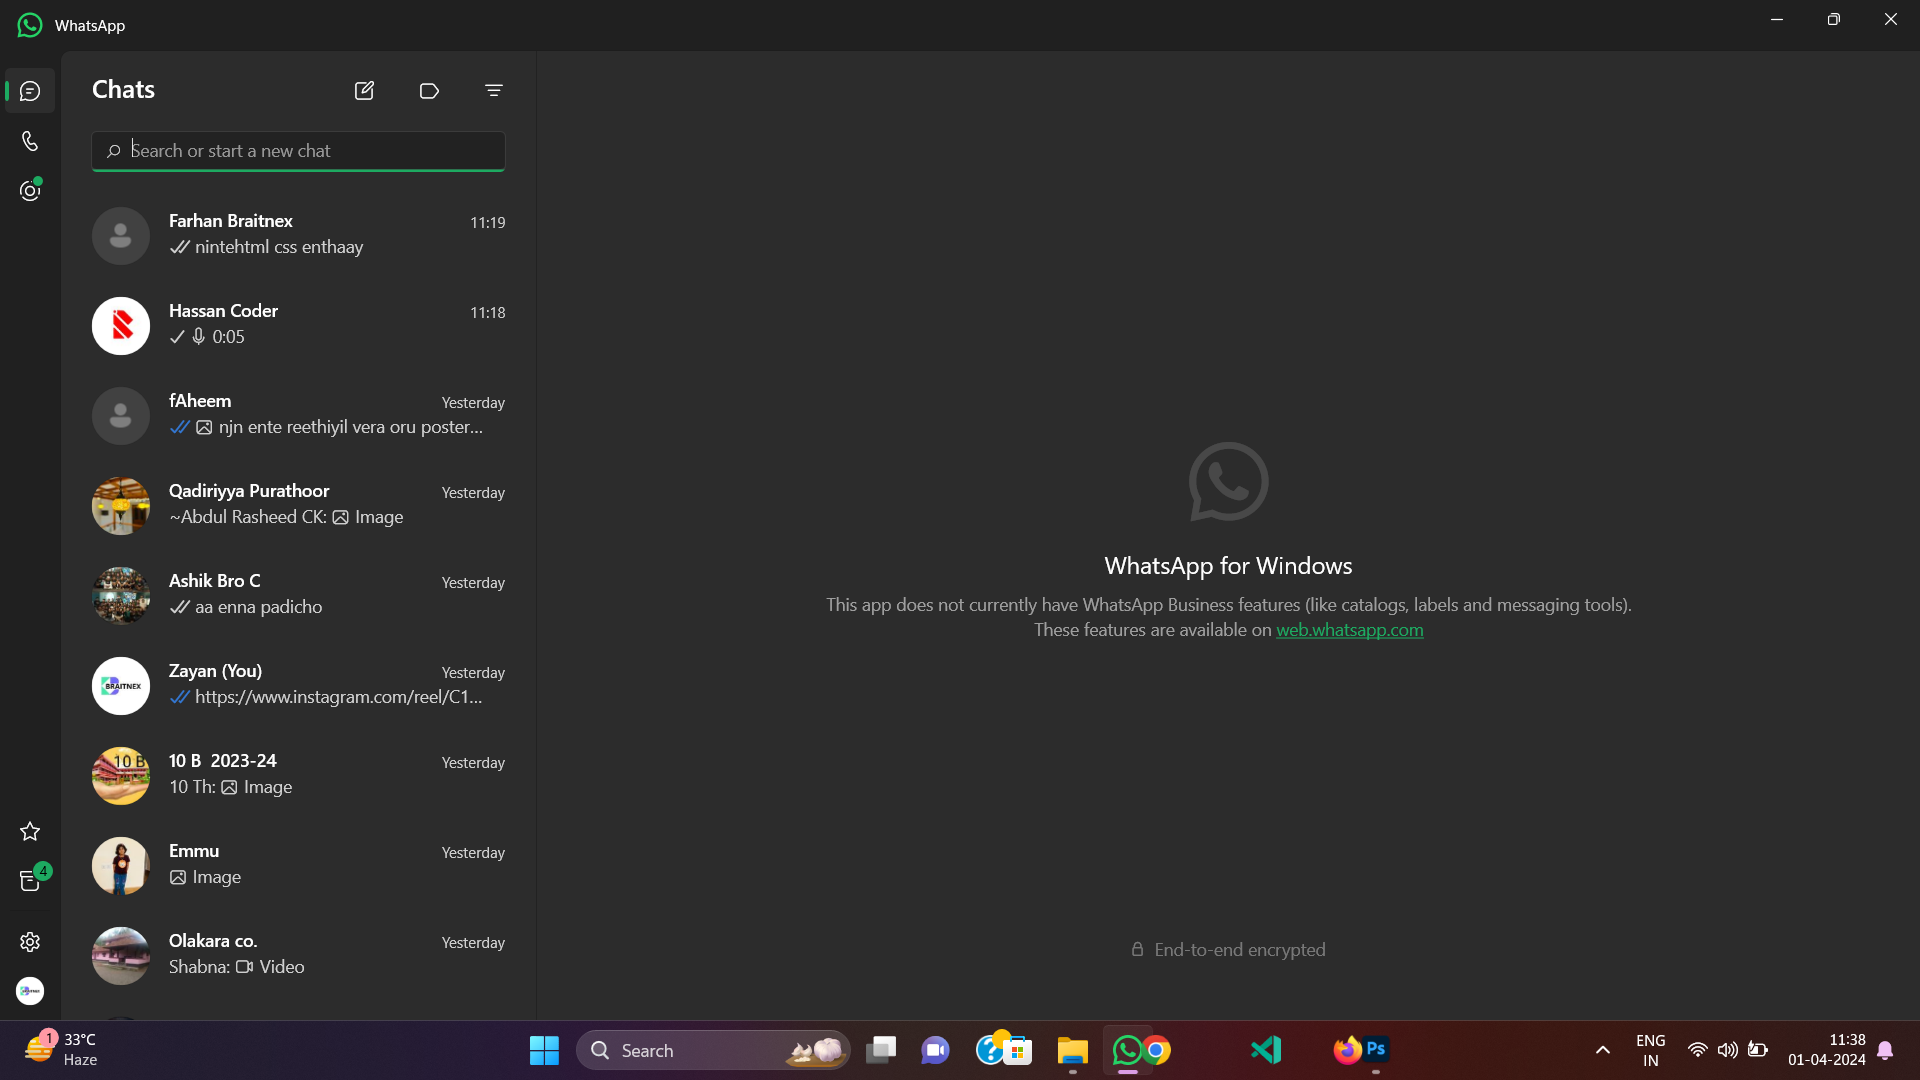 WhatsApp
Chats
Search or start a new chat
Farhan Braitnex
11:19
nintehtml css enthaay
Hassan Coder
11:18
0:05
fAheem
Yesterday
njn ente reethiyil vera oru poster...
Qadiriyya Purathoor
Yesterday
~Abdul Rasheed CK: Image
Ashik Bro C
Yesterday
aa enna padicho
BRAITNEX
Zayan (You)
Yesterday
https://www.instagram.com/reel/C1...
10 B
10 B 2023-24
Yesterday
10 Th: Image
Emmu
Yesterday
Image
4
Olakara co.
Yesterday
Shabna: Video
WhatsApp for Windows
This app does not currently have WhatsApp Business features (like catalogs, labels and messaging tools).
These features are available on web.whatsapp.com
End-to-end encrypted
1
33°C
Haze
Search
Ps
ENG
IN
11:38
01-04-2024